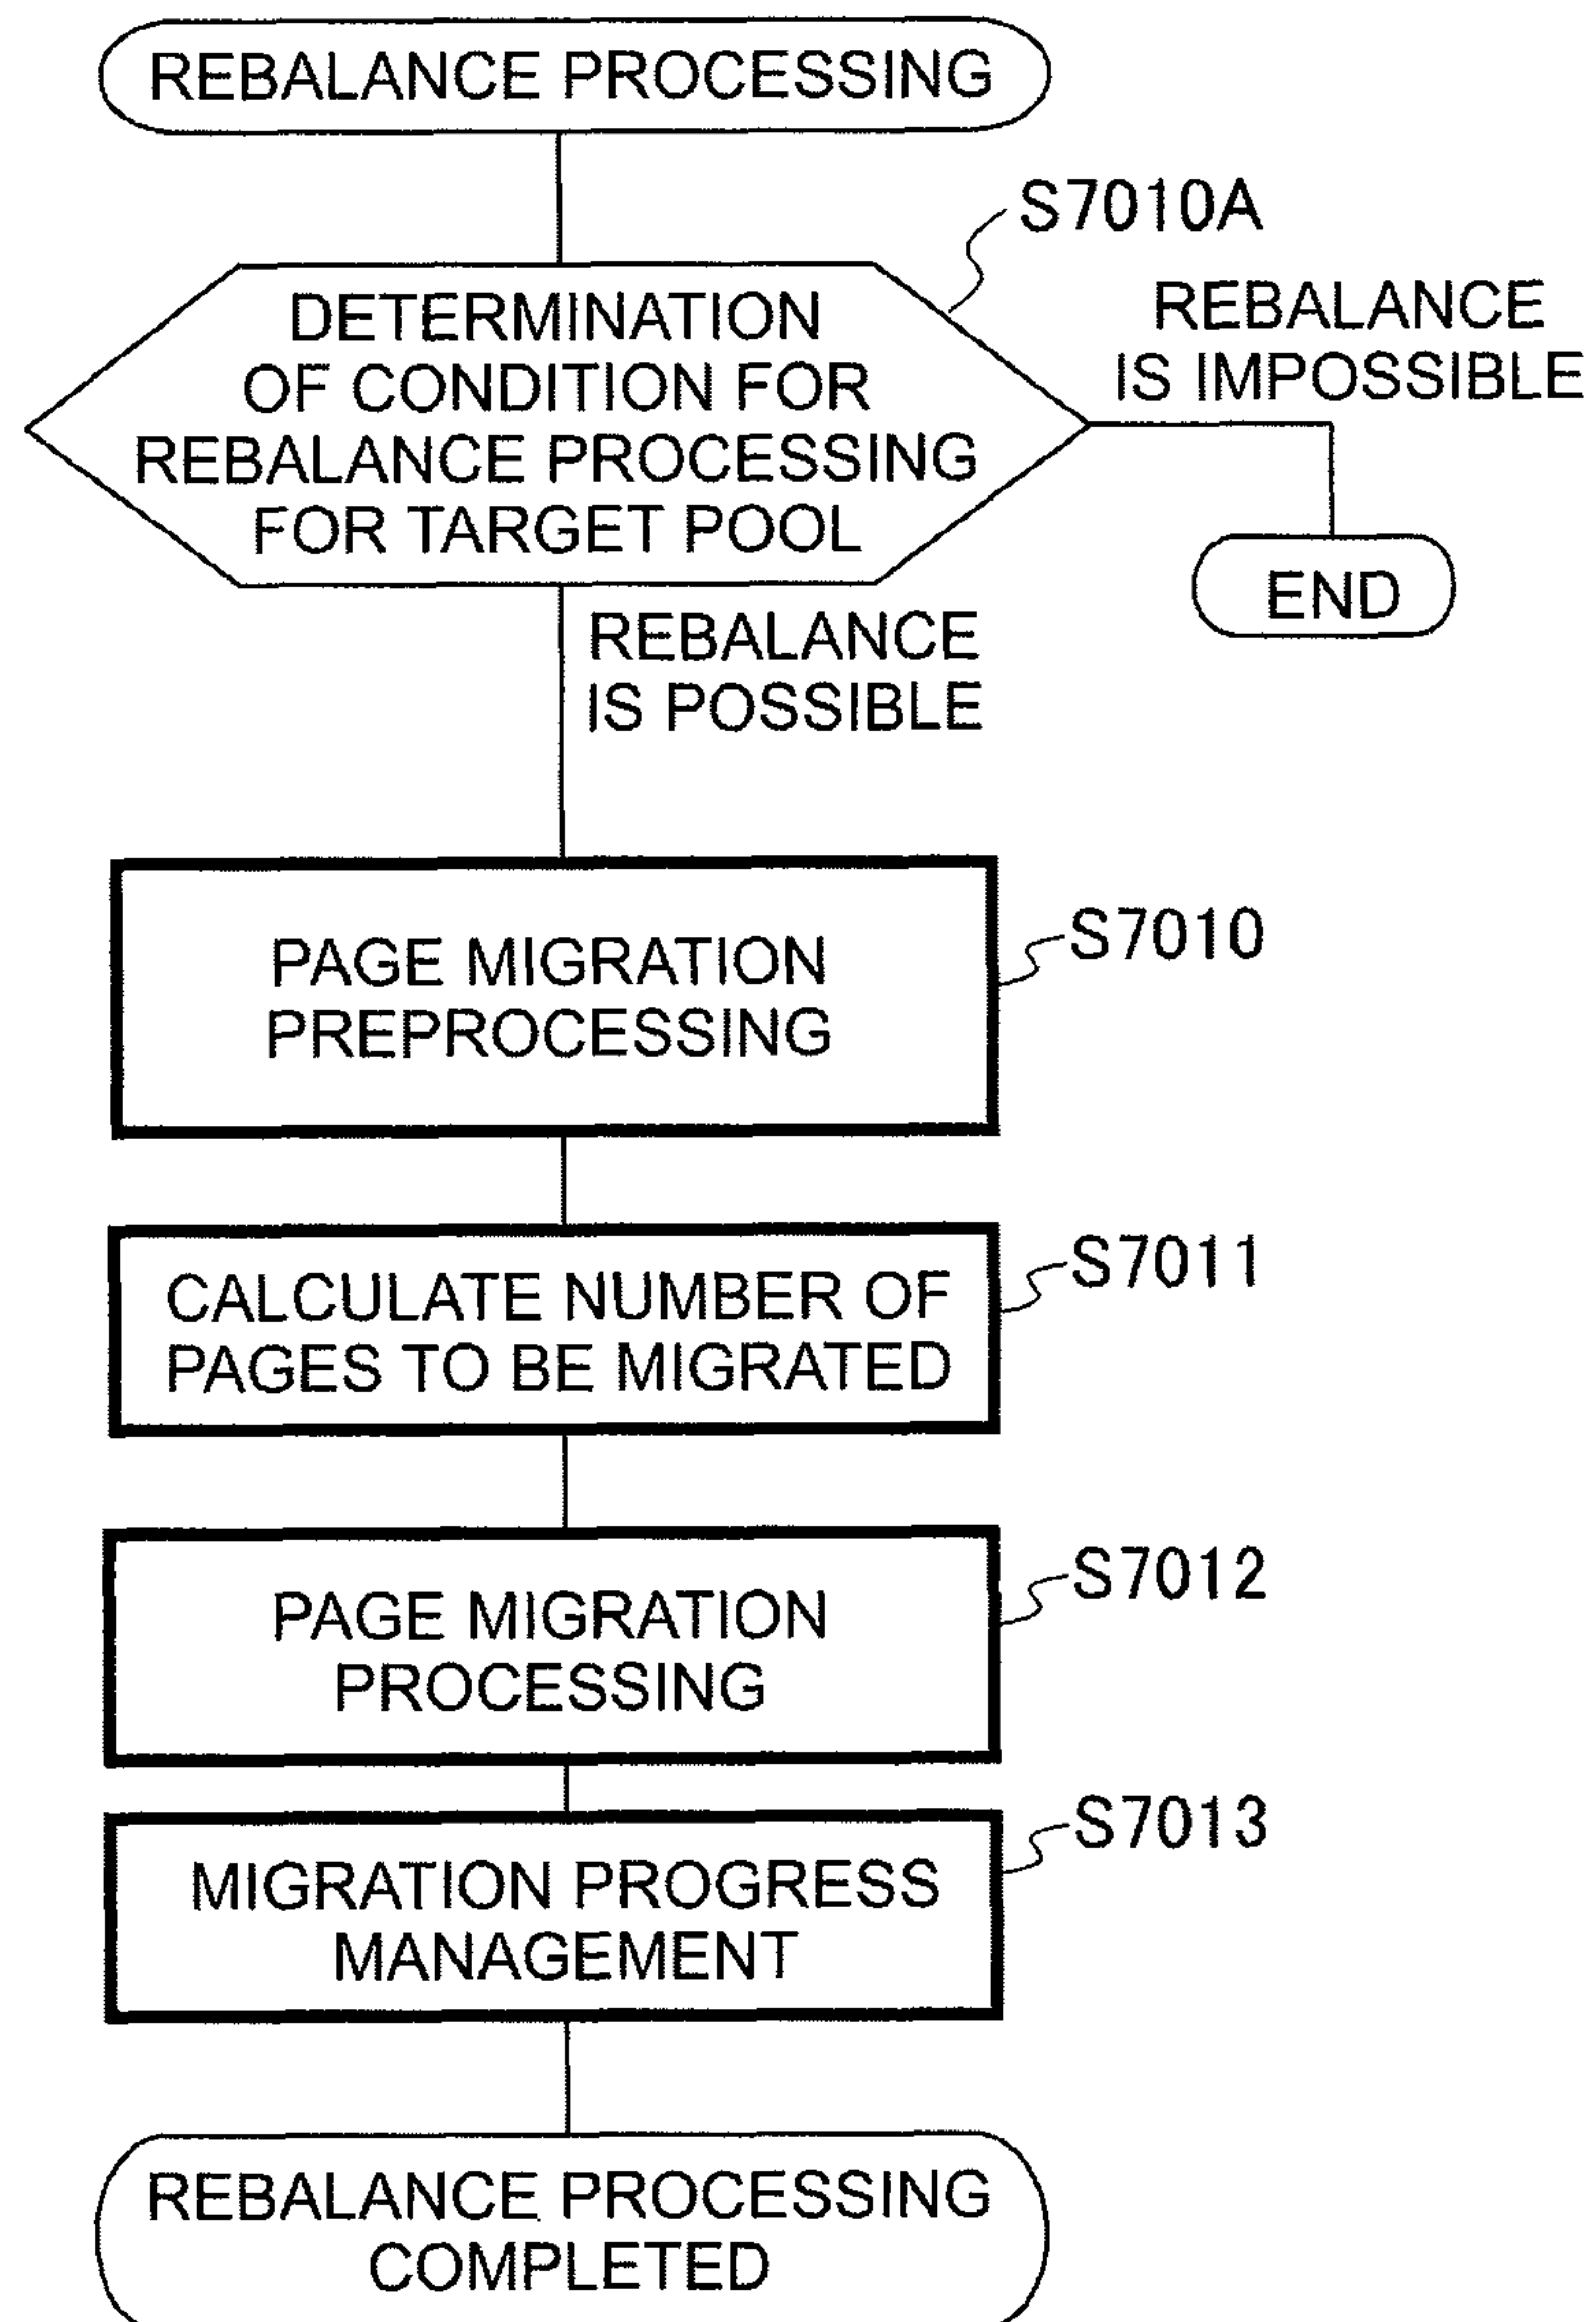 REBALANCE PROCESSING
S7010A
DETERMINATION
OF CONDITION FOR
REBALANCE PROCESSING
FOR TARGET POOL
REBALANCE
IS IMPOSSIBLE
END
REBALANCE
IS POSSIBLE
PAGE MIGRATION
PREPROCESSING
S7010
CALCULATE NUMBER OF
PAGES TO BE MIGRATED
S7011
PAGE MIGRATION
PROCESSING
S7012
MIGRATION PROGRESS
MANAGEMENT
S7013
REBALANCE PROCESSING
COMPLETED